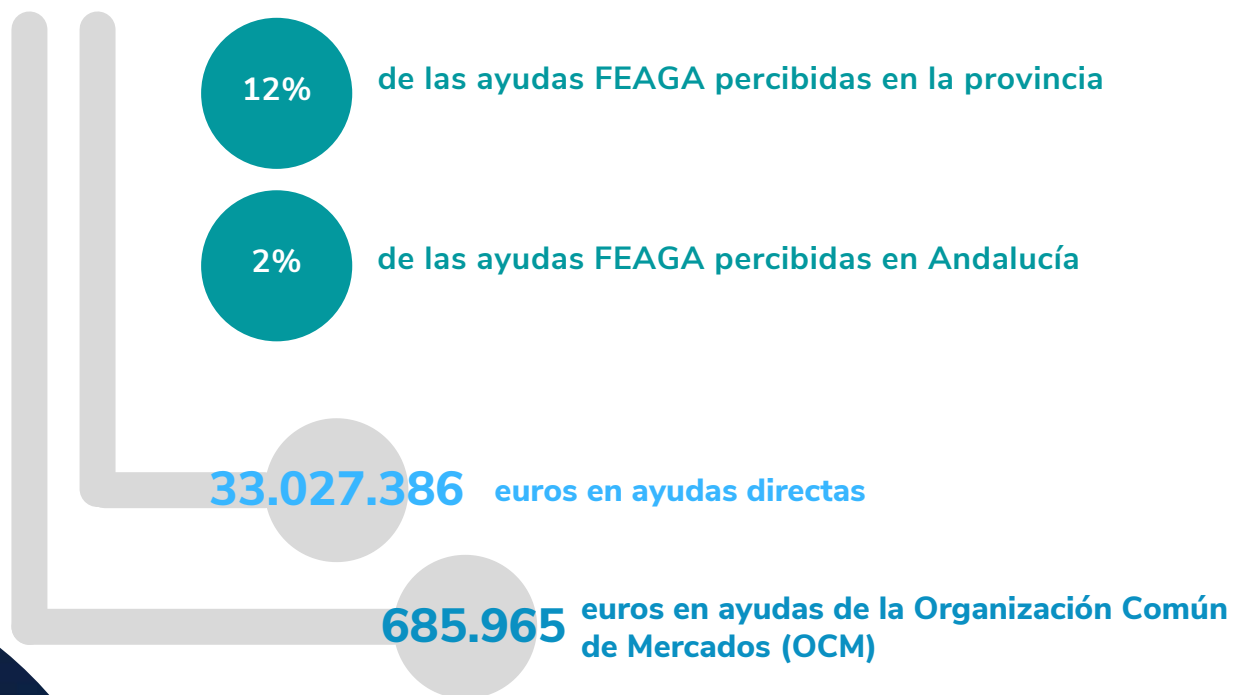 12% de las ayudas FEAGA percibidas en la provincia
2% de las ayudas FEAGA percibidas en Andalucía
33.027.386 euros en ayudas directas
685.965 euros en ayudas de la Organización Común
de Mercados (OCM)